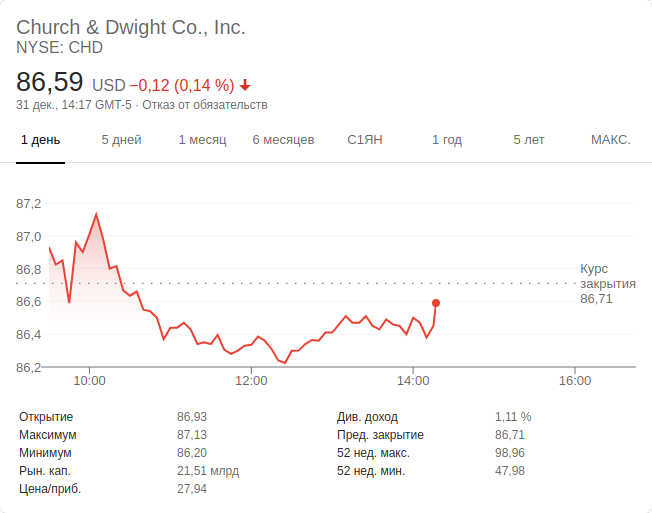 Church & Dwight Co., Inc.
NYSE: CHD
86,59 USD −0,12 (0,14 %) ↓
31 дек., 14:17 GMT-5 · Отказ от обязательств
1 день 5 дней 1 месяц 6 месяцев С1ЯН 1 год 5 лет МАКС.
87,2
87,0
86,8
86,6
86,4
86,2
Курс
закрытия
86,71
10:00 12:00 14:00 16:00
Открытие 86,93
Максимум 87,13
Минимум 86,20
Рын. кап. 21,51 млрд
Цена/приб. 27,94
Див. доход 1,11 %
Пред. закрытие 86,71
52 нед. макс. 98,96
52 нед. мин. 47,98